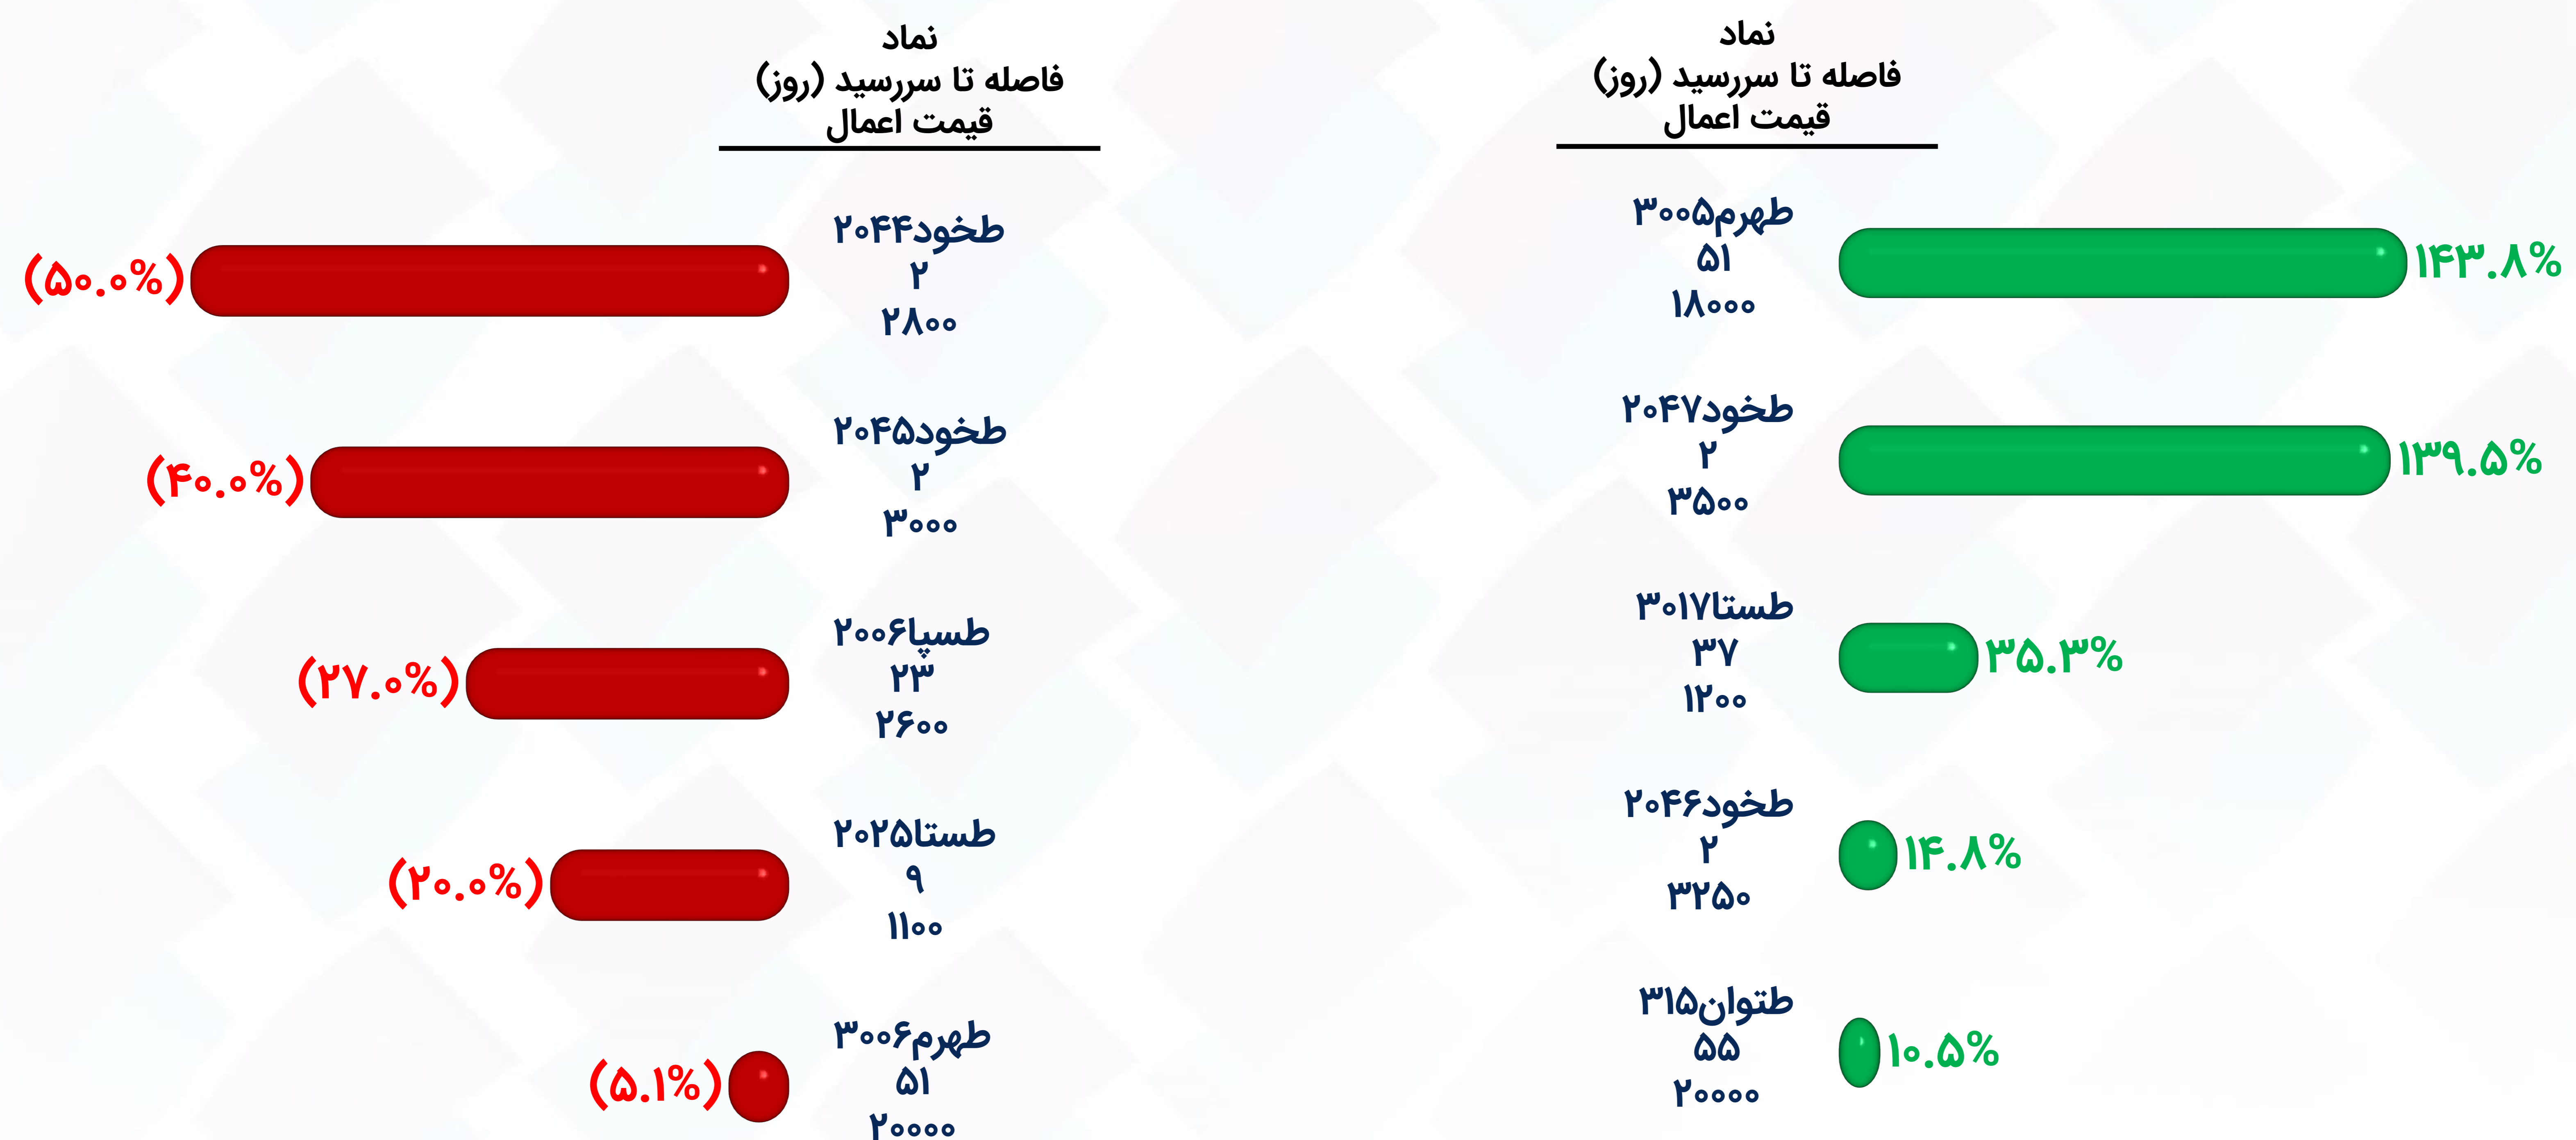 نماد
فاصله تا سررسید (روز)
قیمت اعمال
طهرم۳۰۰۵
۵۱
۱۸۰۰۰
۱۴۳.۸%
طخود۲۰۴۷
۲
۳۵۰۰
۱۳۹.۵%
طستا۳۰۱۷
۳۷
۱۲۰۰
۳۵.۳%
طخود۲۰۴۶
۲
۳۲۵۰
۱۴.۸%
طتوان۳۱۵
۵۵
۲۰۰۰۰
۱۰.۵%
نماد
فاصله تا سررسید (روز)
قیمت اعمال
طخود۲۰۴۴
۲
۲۸۰۰
(۵۰.۰%)
طخود۲۰۴۵
۲
۳۰۰۰
(۴۰.۰%)
طسپا۲۰۰۶
۲۳
۲۶۰۰
(۲۷.۰%)
طستا۲۰۲۵
۹
۱۱۰۰
(۲۰.۰%)
طهرم۳۰۰۶
۵۱
۲۰۰۰۰
(۵.۱%)